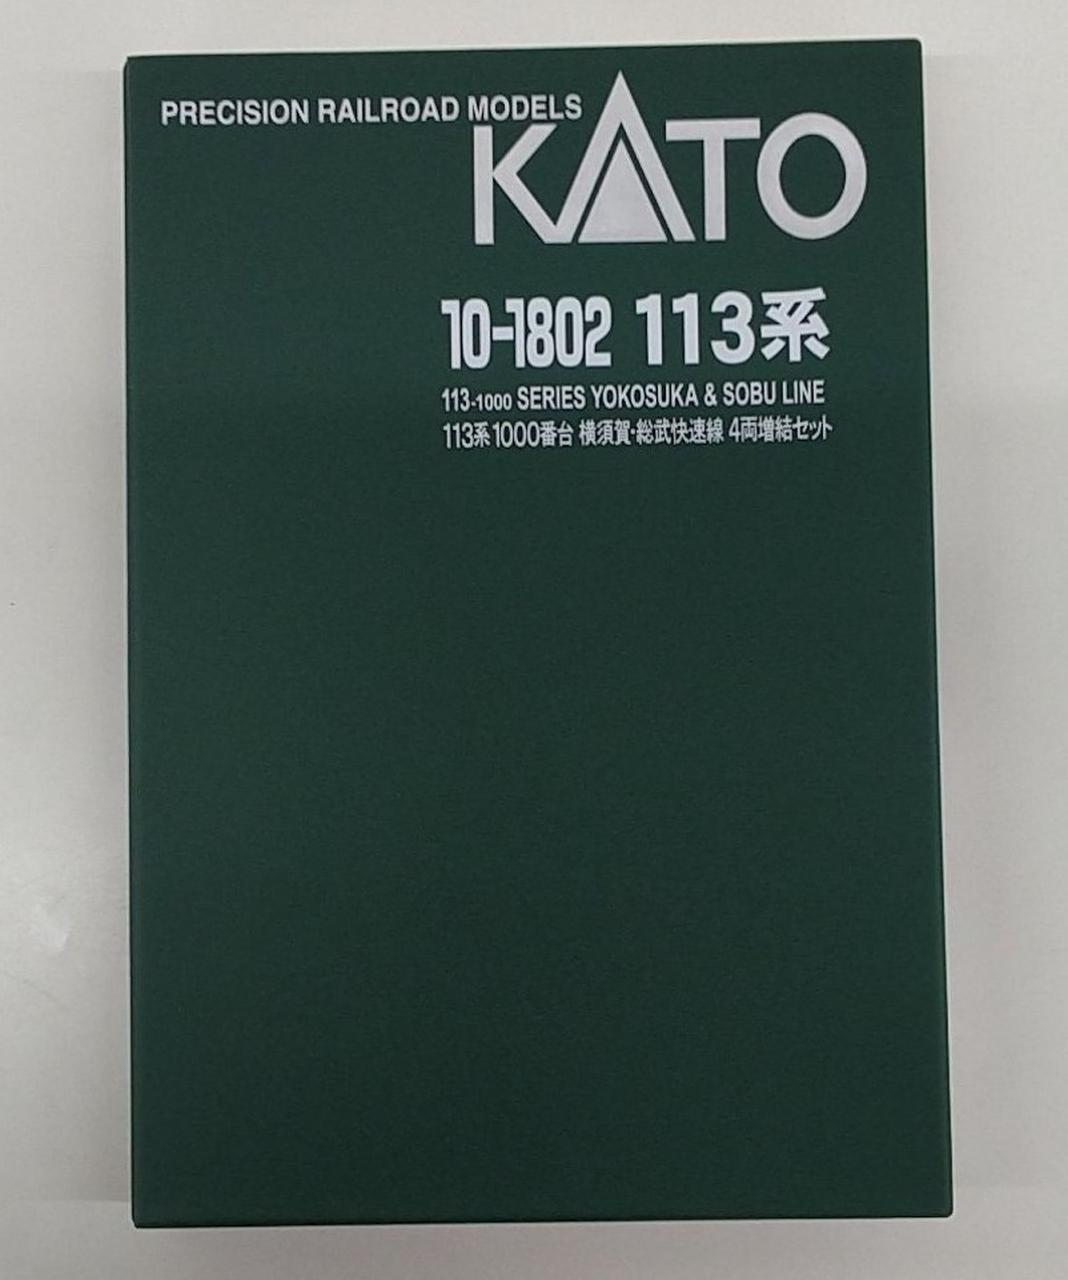 PRECISION RAILROAD MODELS
KATO
10-1802 113系
113-1000 SERIES YOKOSUKA & SOBU LINE
113系1000番台 横須賀・総武快速線 4両増結セット